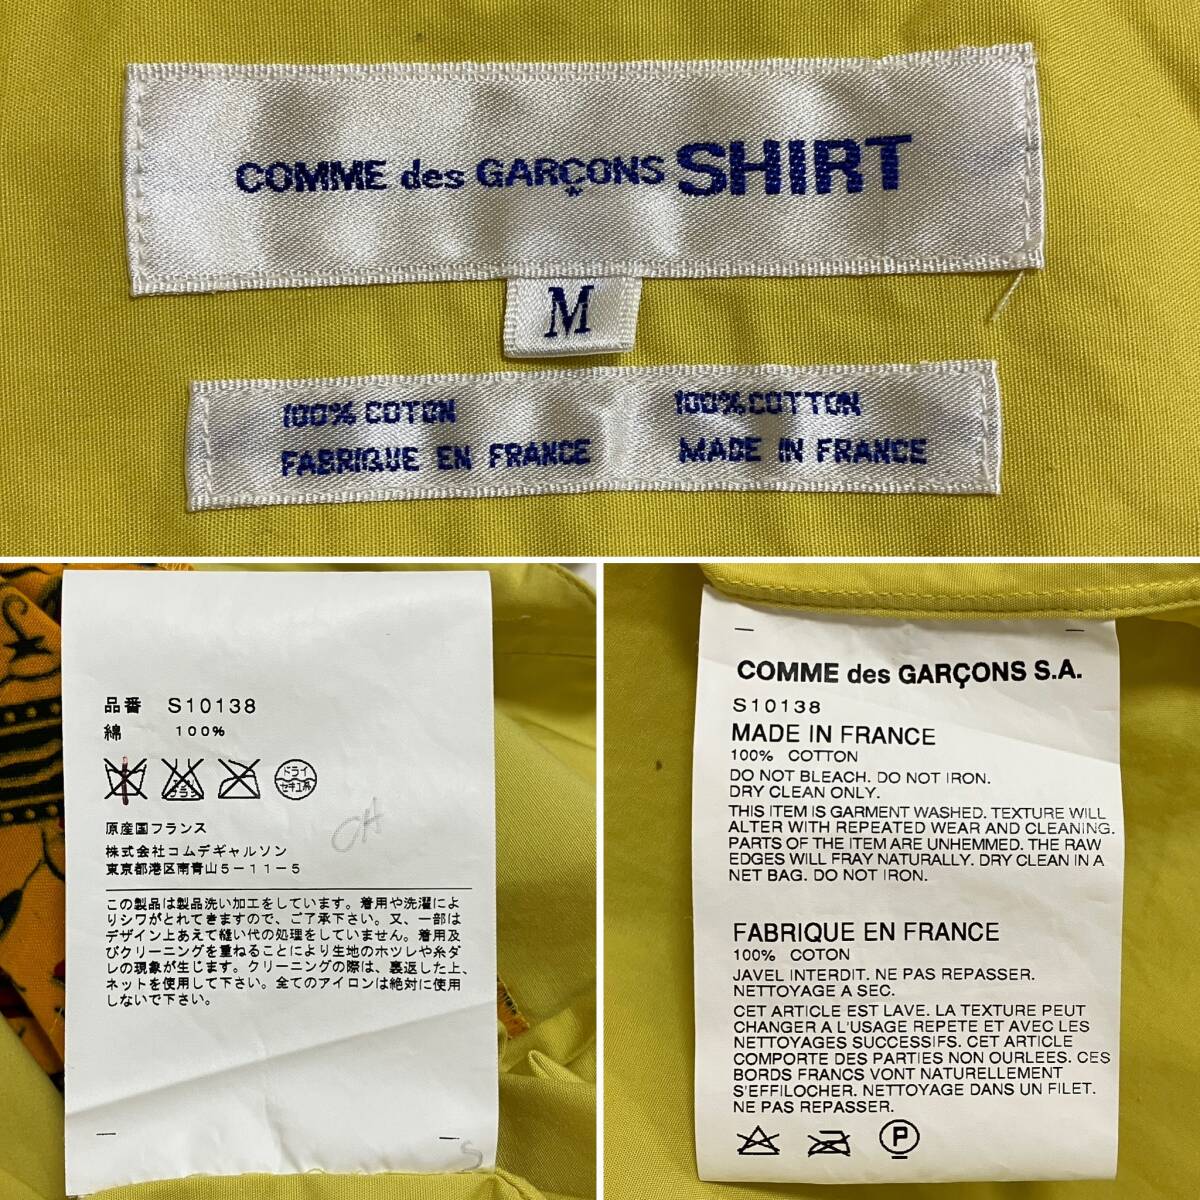 COMME des GARÇONS SHIRT
M
100% COTON
FABRIQUE EN FRANCE
100% COTTON
MADE IN FRANCE
品番 S10138
綿 100%
ドライ
セキユ系
原産国フランス
株式会社コムデギャルソン
東京都港区南青山5-11-5
この製品は製品洗い加工をしています。着用や洗濯によ
りシワがとれてきますので、ご了承下さい。又、一部は
デザイン上あえて縫い代の処理をしていません。着用及
びクリーニングを重ねることにより生地のホツレや糸ダ
レの現象が生じます。クリーニングの際は、裏返した上、
ネットを使用して下さい。全てのアイロンは絶対に使用
しないで下さい。
CH
S
COMME des GARÇONS S.A.
S10138
MADE IN FRANCE
100% COTTON
DO NOT BLEACH. DO NOT IRON.
DRY CLEAN ONLY.
THIS ITEM IS GARMENT WASHED. TEXTURE WILL
ALTER WITH REPEATED WEAR AND CLEANING.
PARTS OF THE ITEM ARE UNHEMMED. THE RAW
EDGES WILL FRAY NATURALLY. DRY CLEAN IN A
NET BAG. DO NOT IRON.
FABRIQUE EN FRANCE
100% COTON
JAVEL INTERDIT. NE PAS REPASSER.
NETTOYAGE A SEC.
CET ARTICLE EST LAVE. LA TEXTURE PEUT
CHANGER A L'USAGE REPETE ET AVEC LES
NETTOYAGES SUCCESSIFS. CET ARTICLE
COMPORTE DES PARTIES NON OURLEES. CES
BORDS FRANCS VONT NATURELLEMENT
S'EFFILOCHER. NETTOYAGE DANS UN FILET.
NE PAS REPASSER.
P